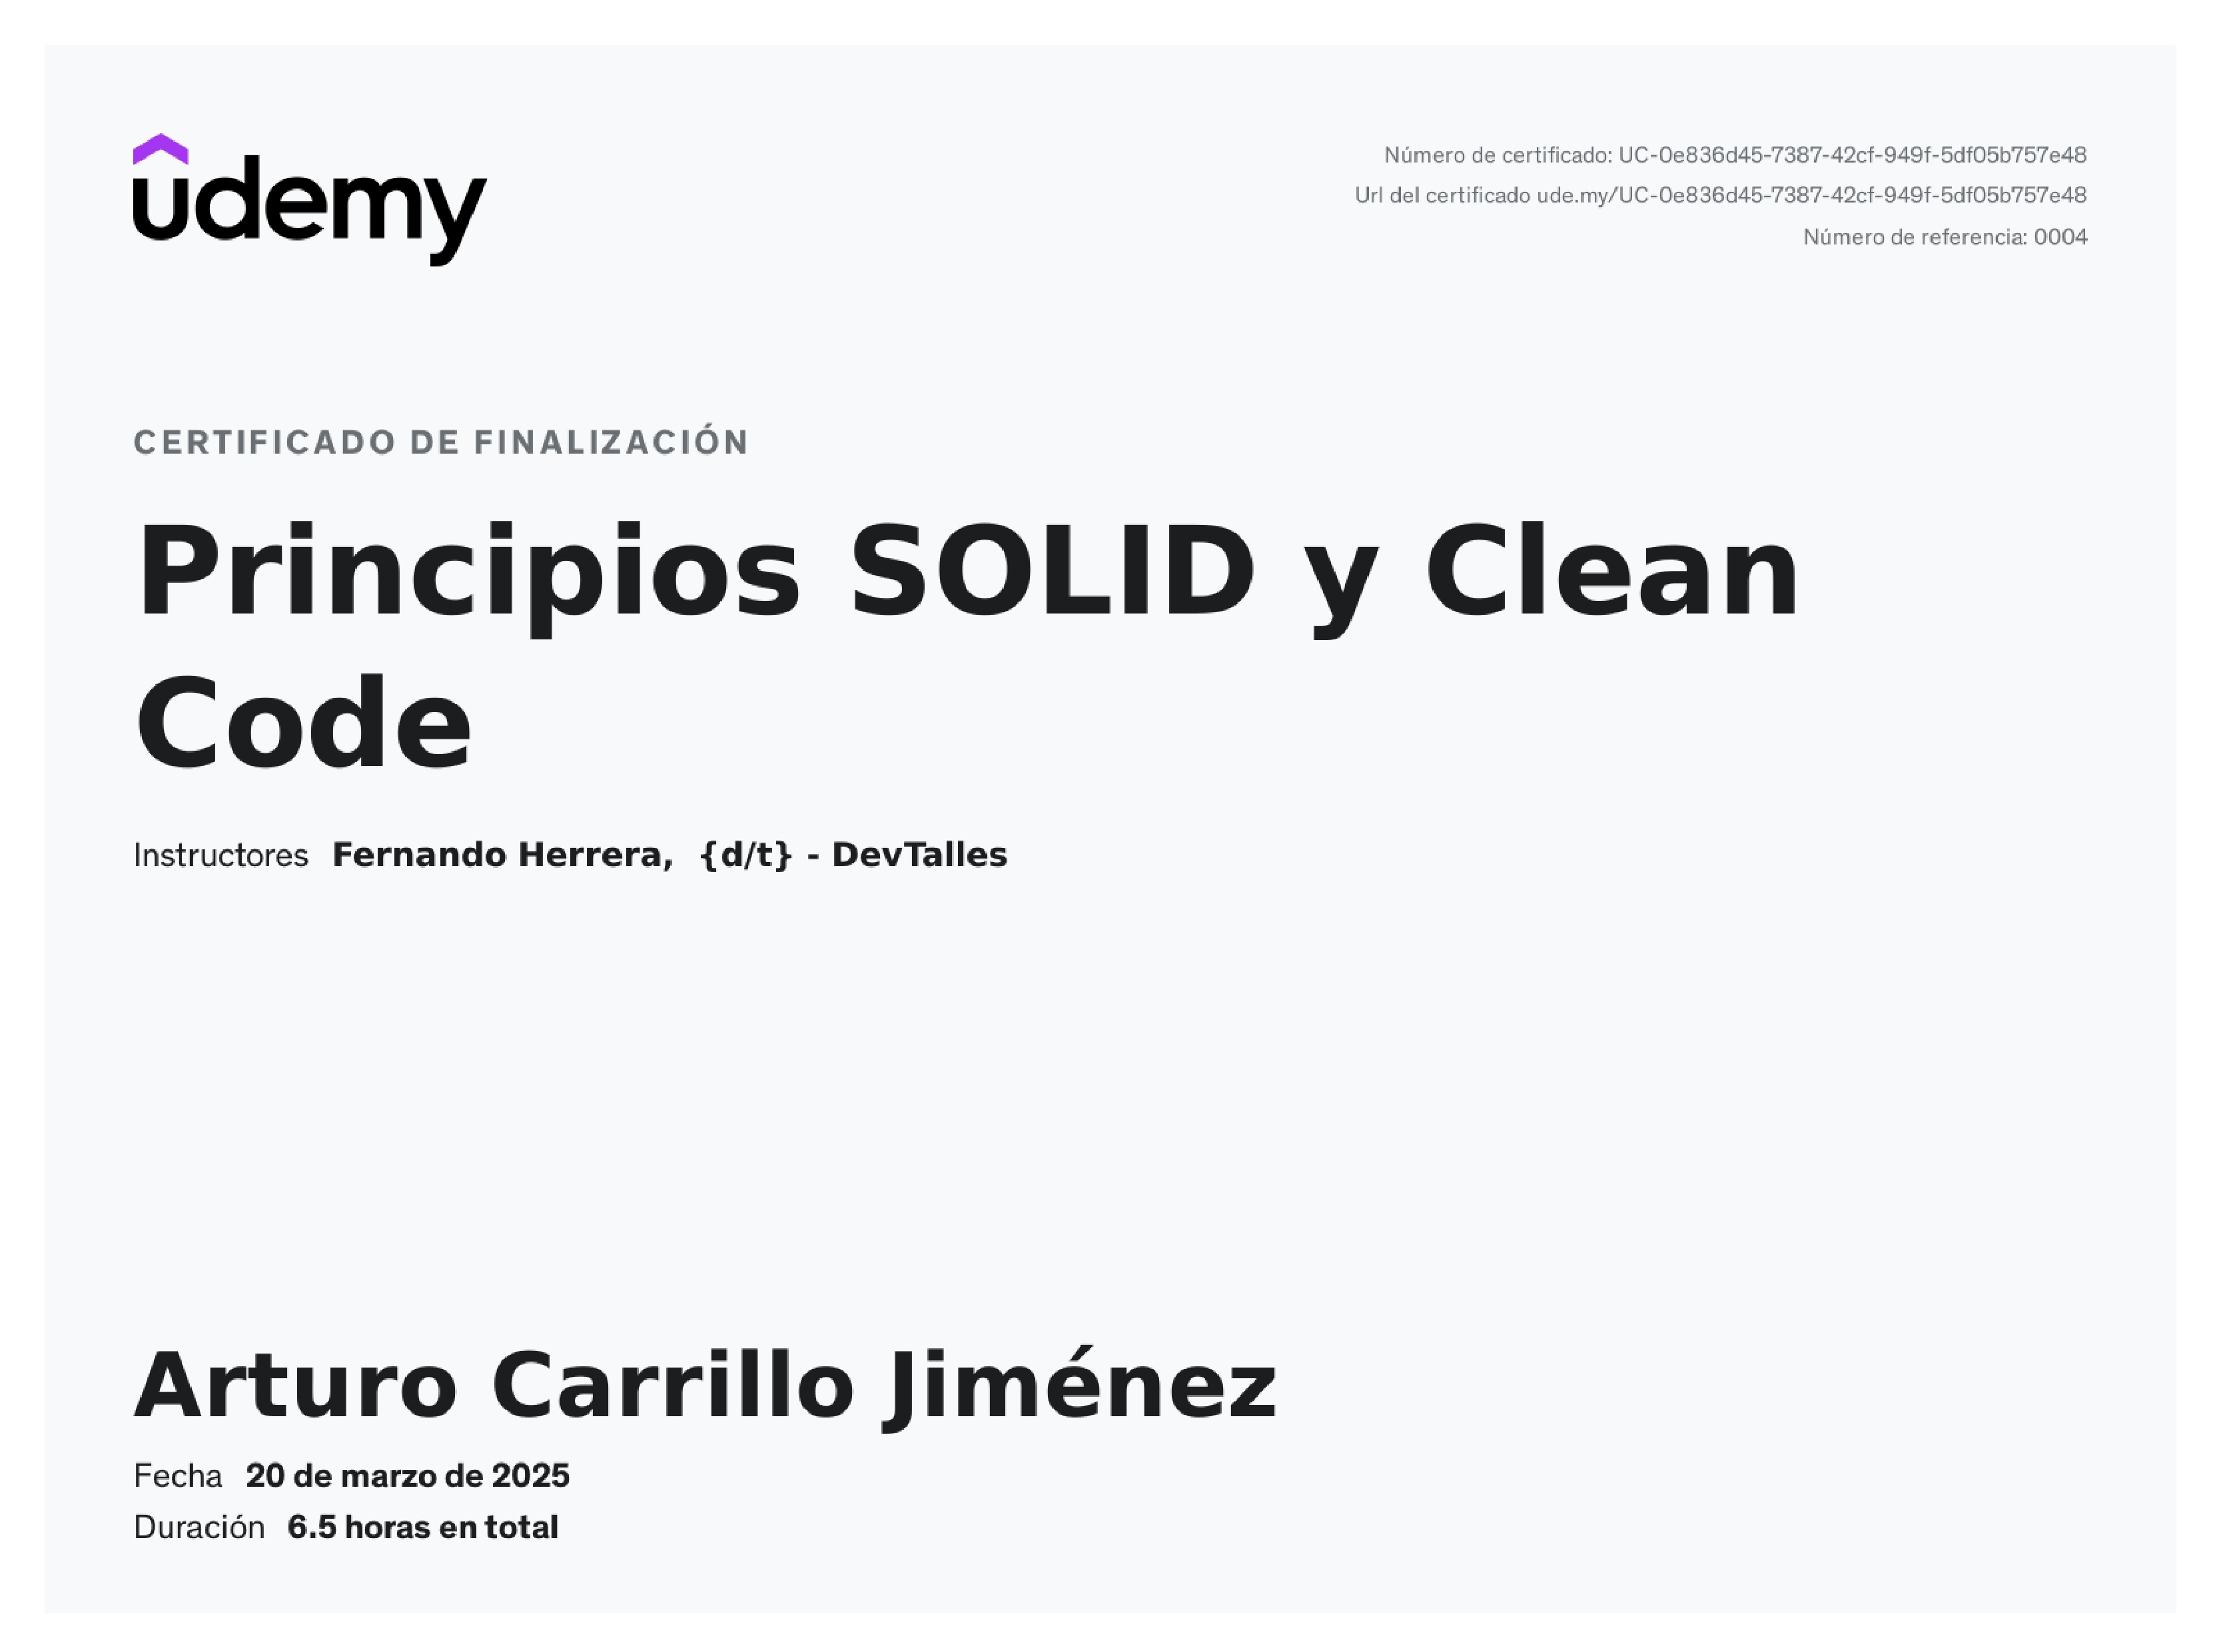 udemy
Número de certificado: UC-0e836d45-7387-42cf-949f-5df05b757e48
Url del certificado ude.my/UC-0e836d45-7387-42cf-949f-5df05b757e48
Número de referencia: 0004
CERTIFICADO DE FINALIZACIÓN
Principios SOLID y Clean
Code
Instructores Fernando Herrera, {d/t} - DevTalles
Arturo Carrillo Jiménez
Fecha 20 de marzo de 2025
Duración 6.5 horas en total